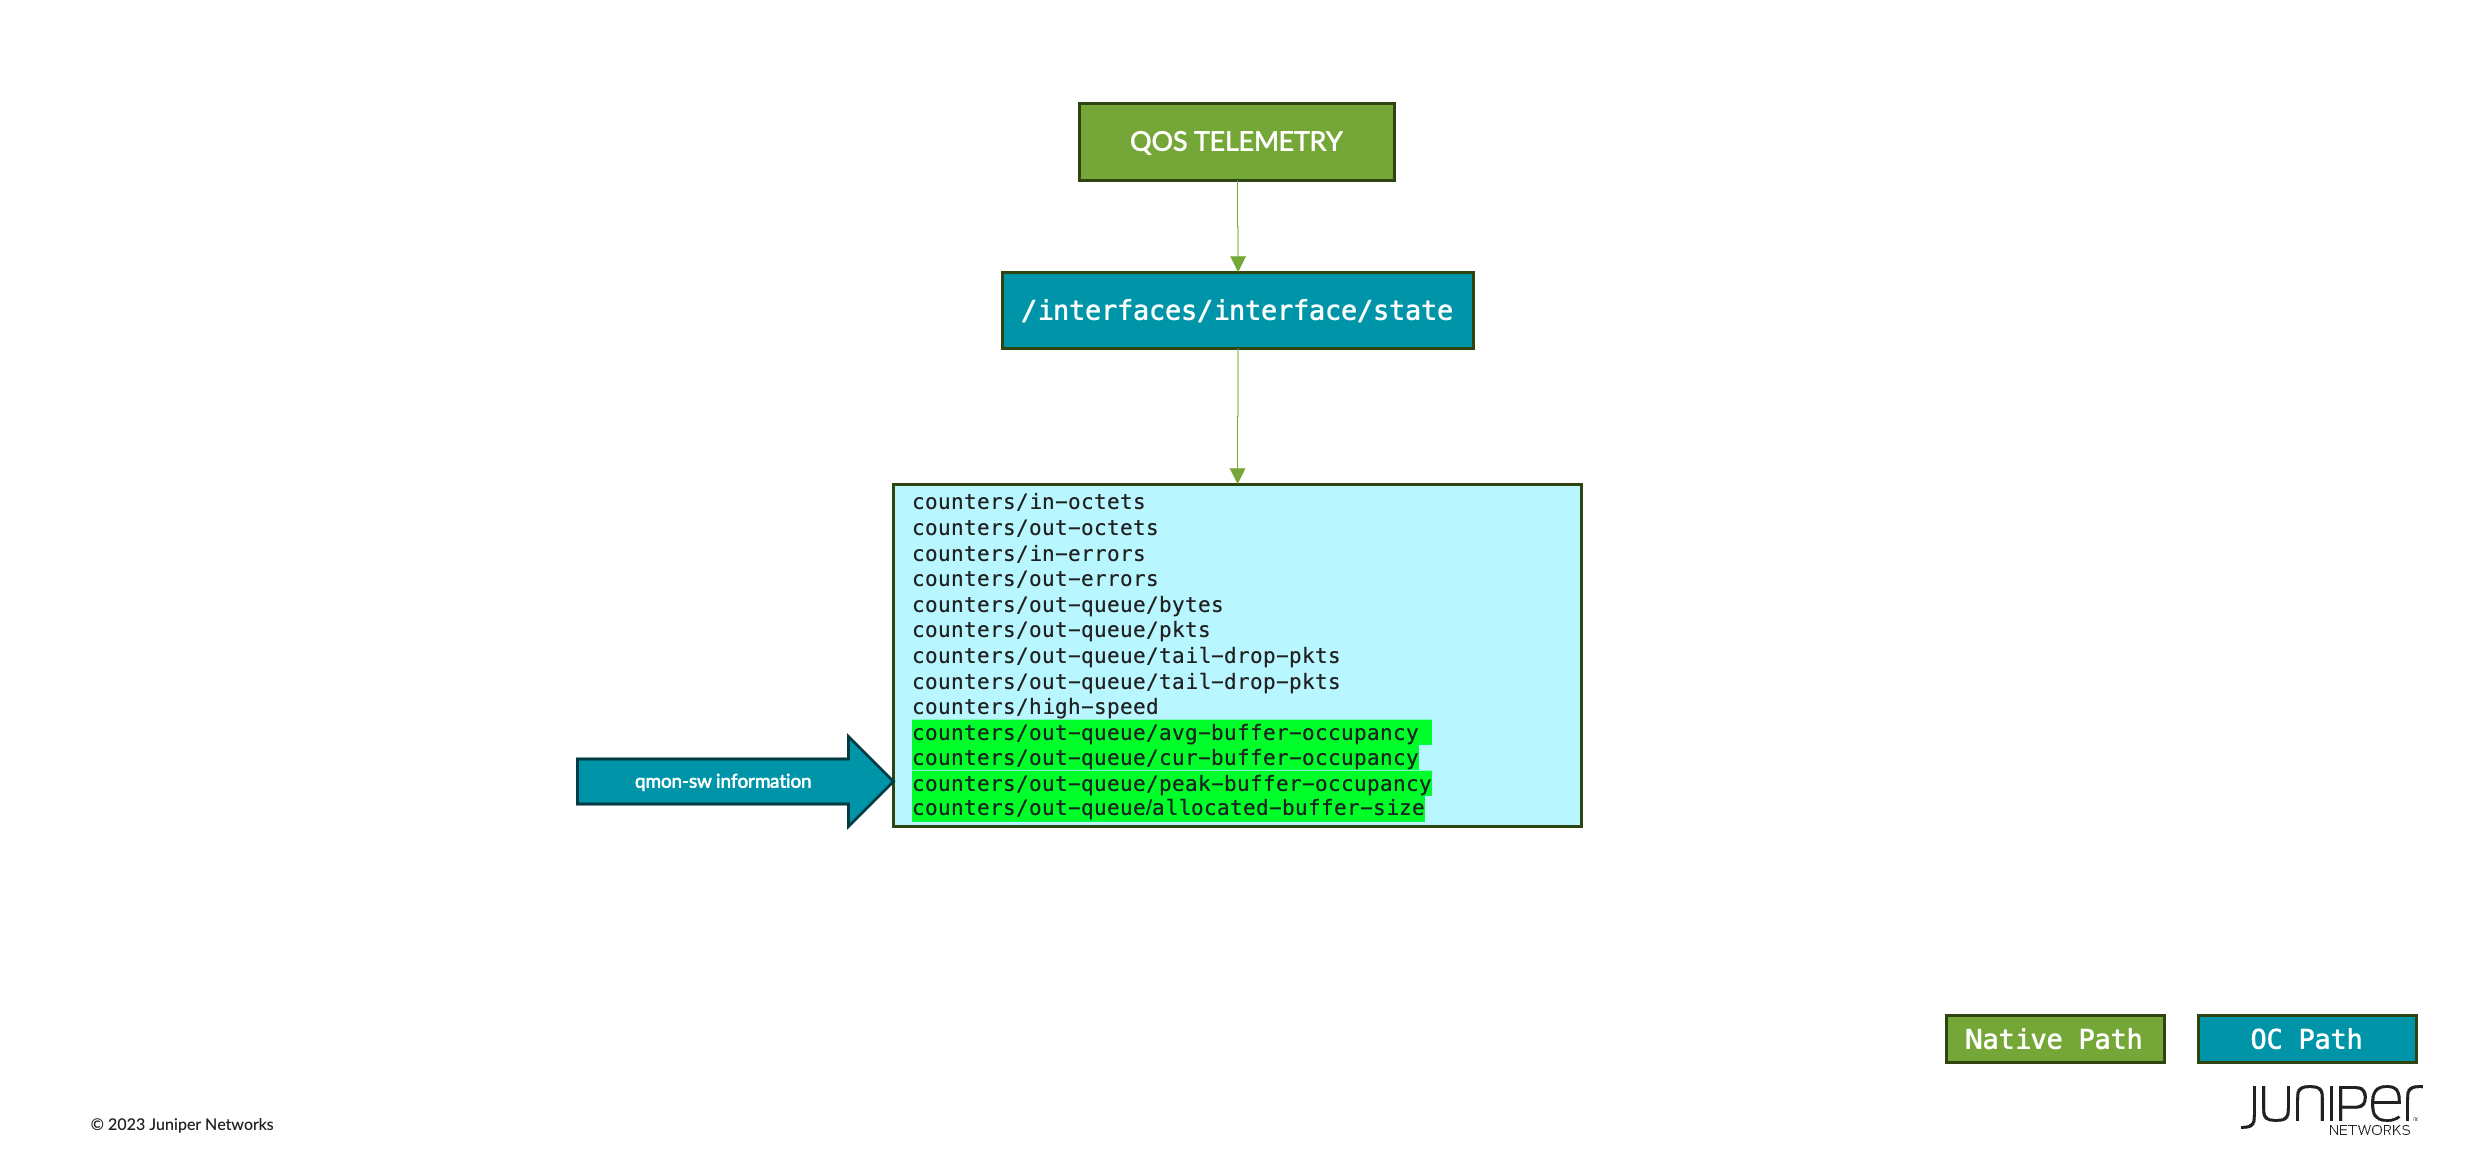 QOS TELEMETRY
/interfaces/interface/state
counters/in-octets
counters/out-octets
counters/in-errors
counters/out-errors
counters/out-queue/bytes
counters/out-queue/pkts
counters/out-queue/tail-drop-pkts
counters/out-queue/tail-drop-pkts
counters/high-speed
counters/out-queue/avg-buffer-occupancy
counters/out-queue/cur-buffer-occupancy
counters/out-queue/peak-buffer-occupancy
counters/out-queue/allocated-buffer-size
qmon-sw information
Native Path
OC Path
© 2023 Juniper Networks
JUNIPER
NETWORKS